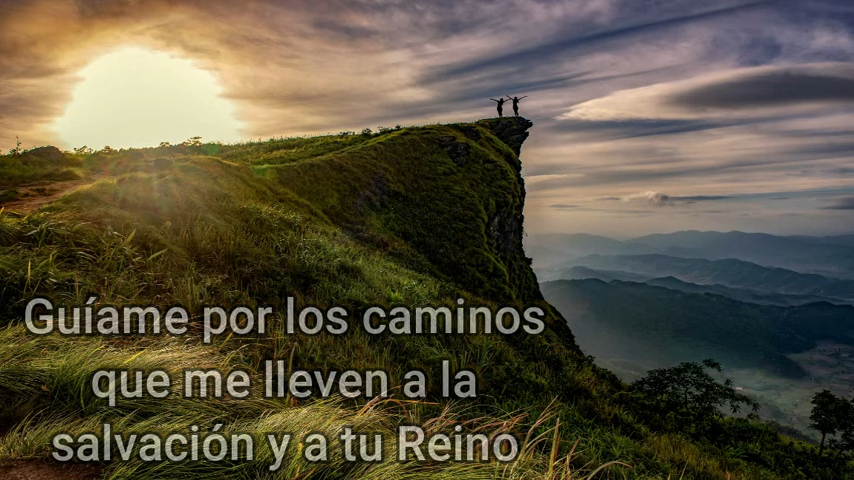 Guíame por los caminos
que me lleven a la
salvación y a tu Reino